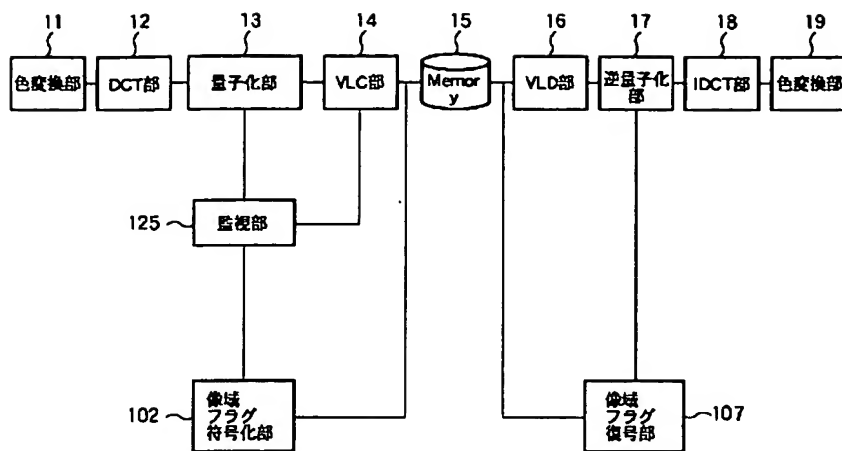 11
12
13
14
15
16
17
18
19
色変換部
DCT部
量子化部
VLC部
Memor
y
VLD部
逆量子化
部
IDCT部
色変換部
125
監視部
102
像域
フラグ
符号化部
像域
フラグ
復号部
107